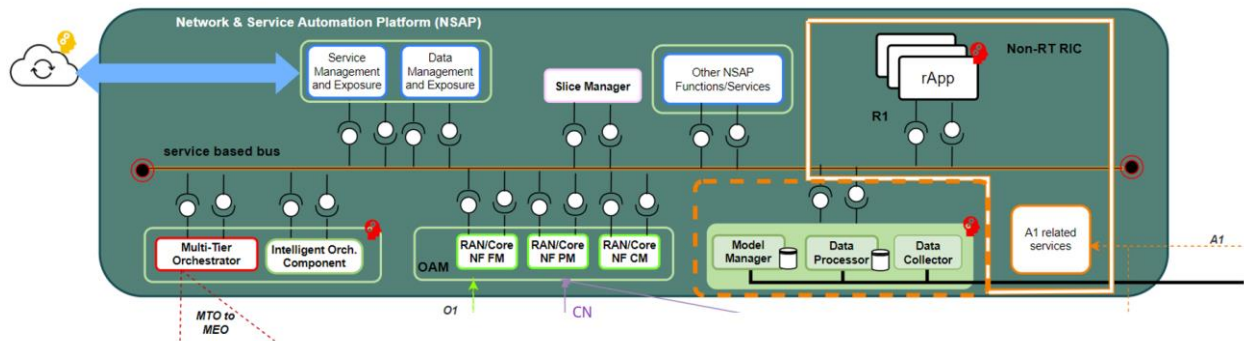 Network & Service Automation Platform (NSAP)
Service
Management
and Exposure
Data
Management
and Exposure
Slice Manager
Other NSAP
Functions/Services
Non-RT RIC
rApp
R1
service based bus
Multi-Tier
Orchestrator
Intelligent Orch.
Component
OAM
RAN/Core
NF FM
RAN/Core
NF PM
RAN/Core
NF CM
Model
Manager
Data
Processor
Data
Collector
A1 related
services
A1
MTO to
MEO
O1
CN